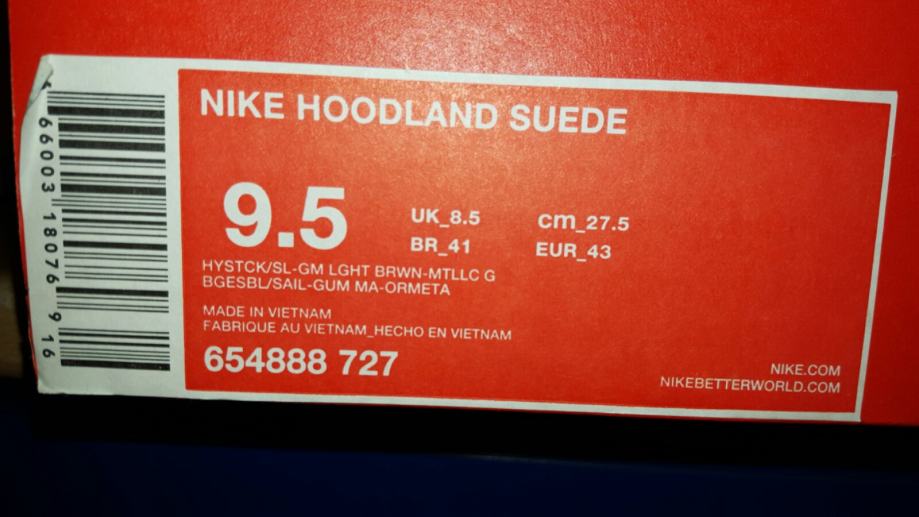 NIKE HOODLAND SUEDE
9.5
UK_8.5 cm_27.5
BR_41 EUR_43
HYSTCK/SL-GM LGHT BRWN-MTLLC G
BGESBL/SAIL-GUM MA-ORMETA
MADE IN VIETNAM
FABRIQUE AU VIETNAM_HECHO EN VIETNAM
654888 727
NIKE.COM
NIKEBETTERWORLD.COM
66003 18076 9 16